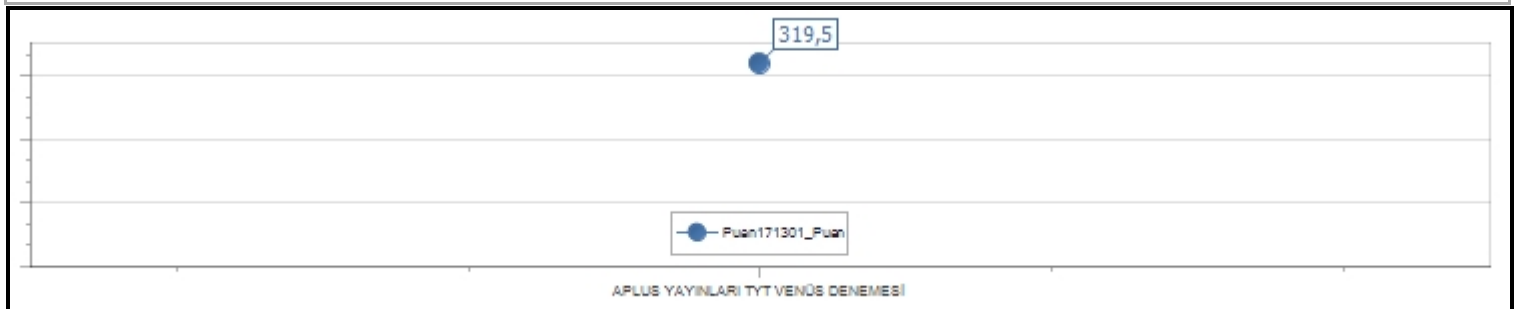 319,5
Puan171301_Puan
APLUS YAYINLARI TYT VENÜS DENEMESİ